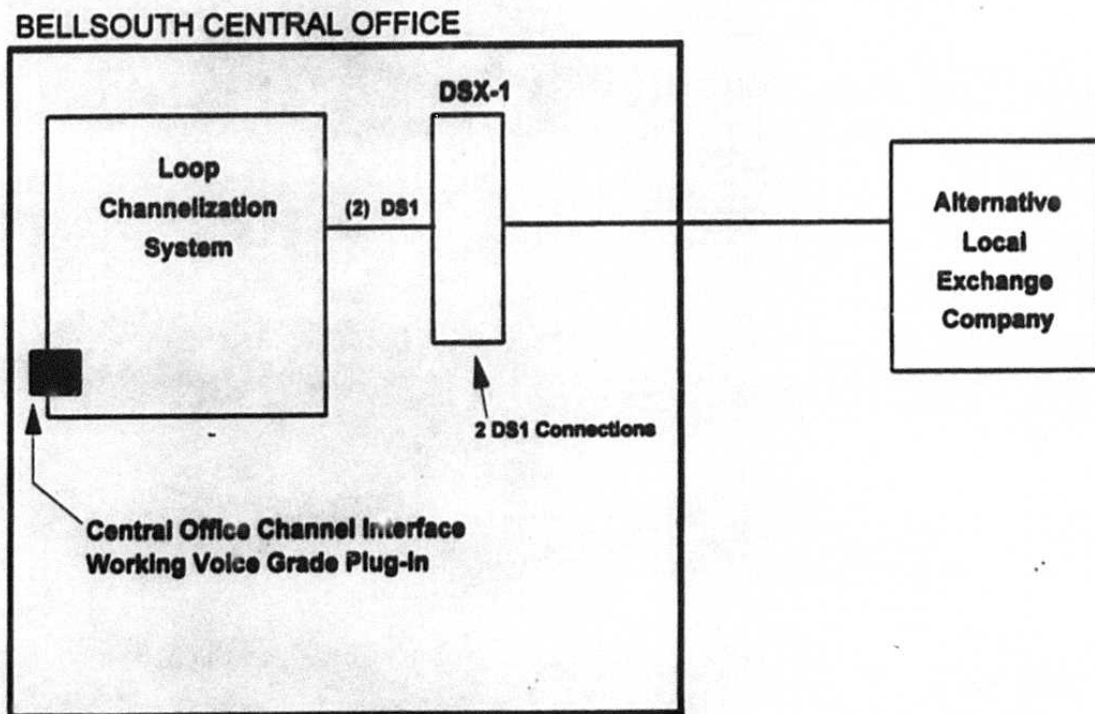 BELLSOUTH CENTRAL OFFICE
DSX-1
Loop
Channelization
System
(2) DS1
Alternative
Local
Exchange
Company
2 DS1 Connections
Central Office Channel Interface
Working Voice Grade Plug-in